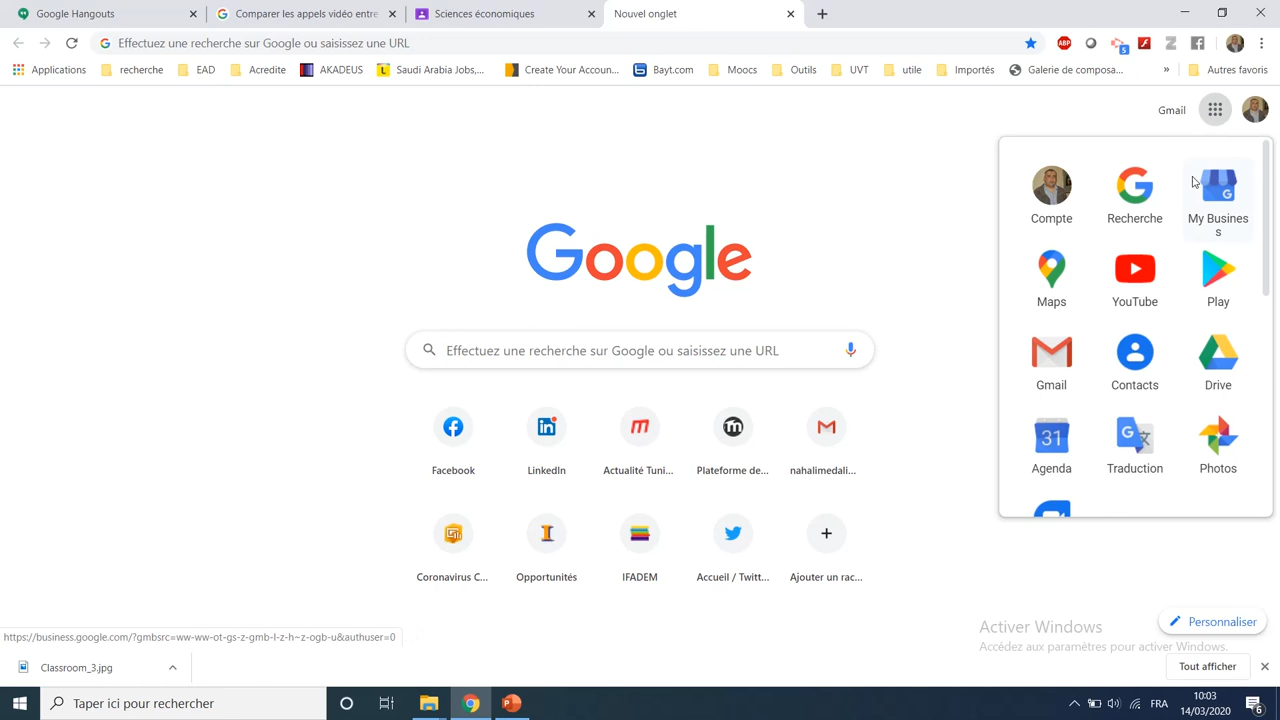 Google Hangouts
Comparer les appels vidéo entre
Sciences économiques
Nouvel onglet
Effectuez une recherche sur Google ou saisissez une URL
ABP
5
Applications
recherche
EAD
Acredite
AKADEUS
Saudi Arabia Jobs,...
Create Your Accoun...
Bayt.com
Moocs
Outils
UVT
utile
Importés
Galerie de composa...
»
Autres favoris
Gmail
Compte
Recherche
My Busines
s
Maps
YouTube
Play
Gmail
Contacts
Drive
31
Agenda
Traduction
Photos
Google
Effectuez une recherche sur Google ou saisissez une URL
Facebook
LinkedIn
Actualité Tuni...
Plateforme de...
nahalimedali...
Coronavirus C...
Opportunités
IFADEM
Accueil / Twitt...
Ajouter un rac...
Personnaliser
Activer Windows
Accédez aux paramètres pour activer Windows.
https://business.google.com/?gmbsrc=ww-ww-ot-gs-z-gmb-l-z-h~z-ogb-u&authuser=0
Classroom_3.jpg
Tout afficher
Taper ici pour rechercher
FRA
10:03
14/03/2020
6